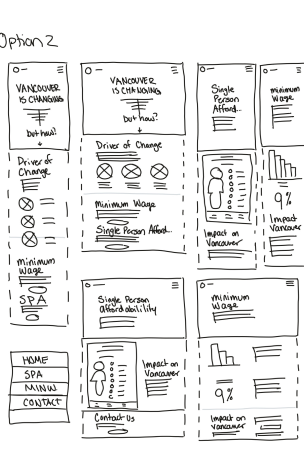 Option 2
VANCOUVER
IS CHANGING
but how?
Driver of
Change
minimum
Wage
SPA
VANCOUVER
IS CHANGING
but how?
Driver of Change
Minimum Wage
Single Person Afford...
Single
Person
Afford...
Impact on
Vancouver
minimum
Wage
9%
Impact
Vancouver
HOME
SPA
MINW
CONTACT
Single Person
Affordabilility
Impact on
Vancouver
Contact Us
minimum
Wage
9%
Impact on
Vancouver